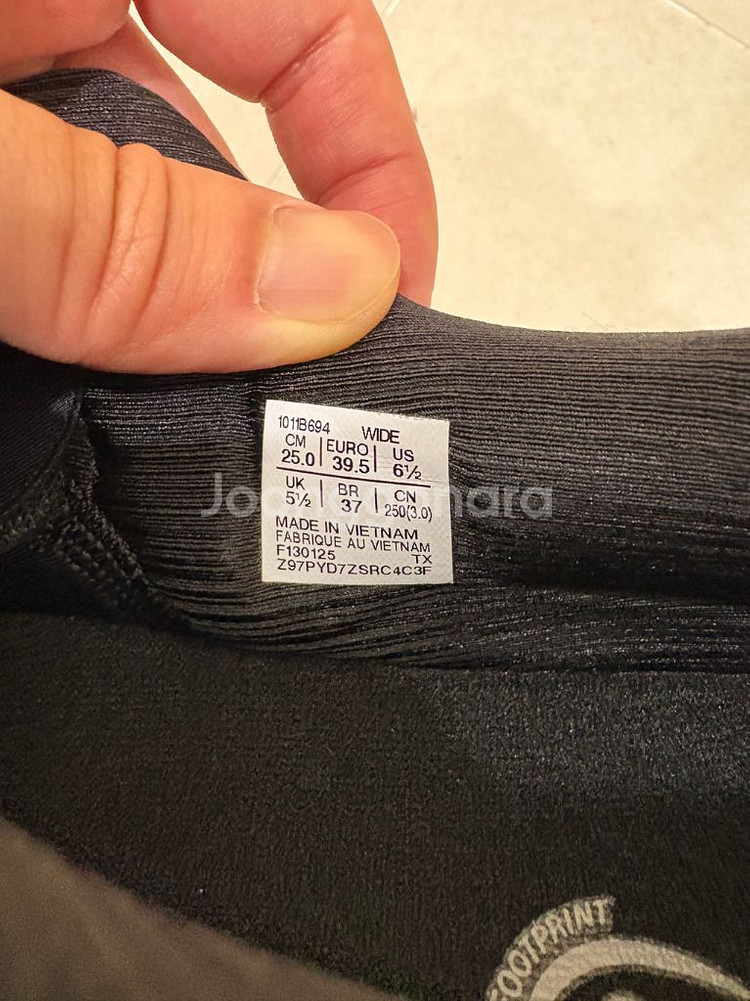 1011B694 WIDE
CM 25.0 | EURO 39.5 | US 6½
UK 5½ | BR 37 | CN 250(3.0)
MADE IN VIETNAM
FABRIQUE AU VIETNAM
F130125 TX
Z97PYD7ZSRC4C3F
FOOTPRINT